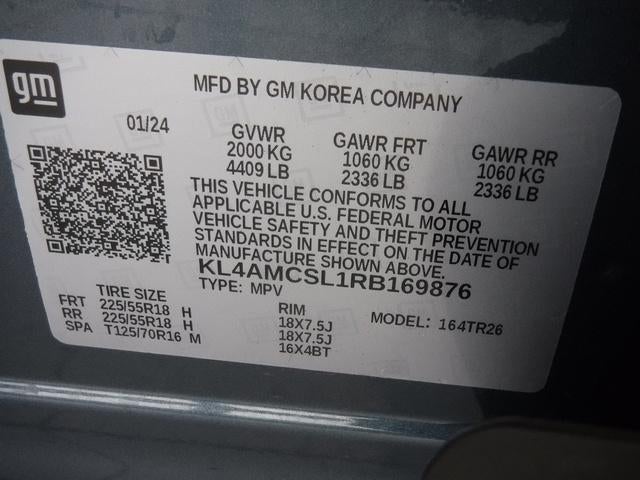 gm
MFD BY GM KOREA COMPANY
01/24
GVWR GAWR FRT GAWR RR
2000 KG 1060 KG 1060 KG
4409 LB 2336 LB 2336 LB
THIS VEHICLE CONFORMS TO ALL
APPLICABLE U.S. FEDERAL MOTOR
VEHICLE SAFETY AND THEFT PREVENTION
STANDARDS IN EFFECT ON THE DATE OF
MANUFACTURE SHOWN ABOVE.
KL4AMCSL1RB169876
TYPE: MPV
TIRE SIZE RIM
FRT 225/55R18 H 18X7.5J MODEL: 164TR26
RR 225/55R18 H 18X7.5J
SPA T125/70R16 M 16X4BT